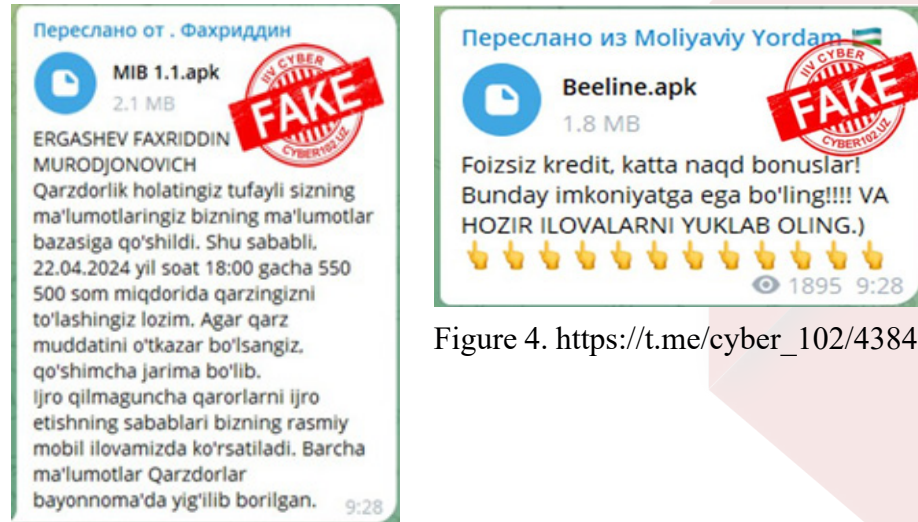 Переслано от . Фахриддин
MIB 1.1.apk
2.1 MB
IIV CYBER
FAKE
CYBER102.UZ
ERGASHEV FAXRIDDIN
MURODJONOVICH
Qarzdorlik holatingiz tufayli sizning
ma'lumotlaringiz bizning ma'lumotlar
bazasiga qo'shildi. Shu sababli,
22.04.2024 yil soat 18:00 gacha 550
500 som miqdorida qarzingizni
to'lashingiz lozim. Agar qarz
muddatini o'tkazar bo'lsangiz,
qo'shimcha jarima bo'lib.
Ijro qilmaguncha qarorlarni ijro
etishning sabablari bizning rasmiy
mobil ilovamizda ko'rsatiladi. Barcha
ma'lumotlar Qarzdorlar
bayonnoma'da yig'ilib borilgan. 9:28
Переслано из Moliyaviy Yordam
Beeline.apk
1.8 MB
IIV CYBER
FAKE
CYBER102.UZ
Foizsiz kredit, katta naqd bonuslar!
Bunday imkoniyatga ega bo'ling!!!! VA
HOZIR ILOVALARNI YUKLAB OLING.)
👆👆👆👆👆👆👆👆👆👆👆👆
1895 9:28
Figure 4. https://t.me/cyber_102/4384